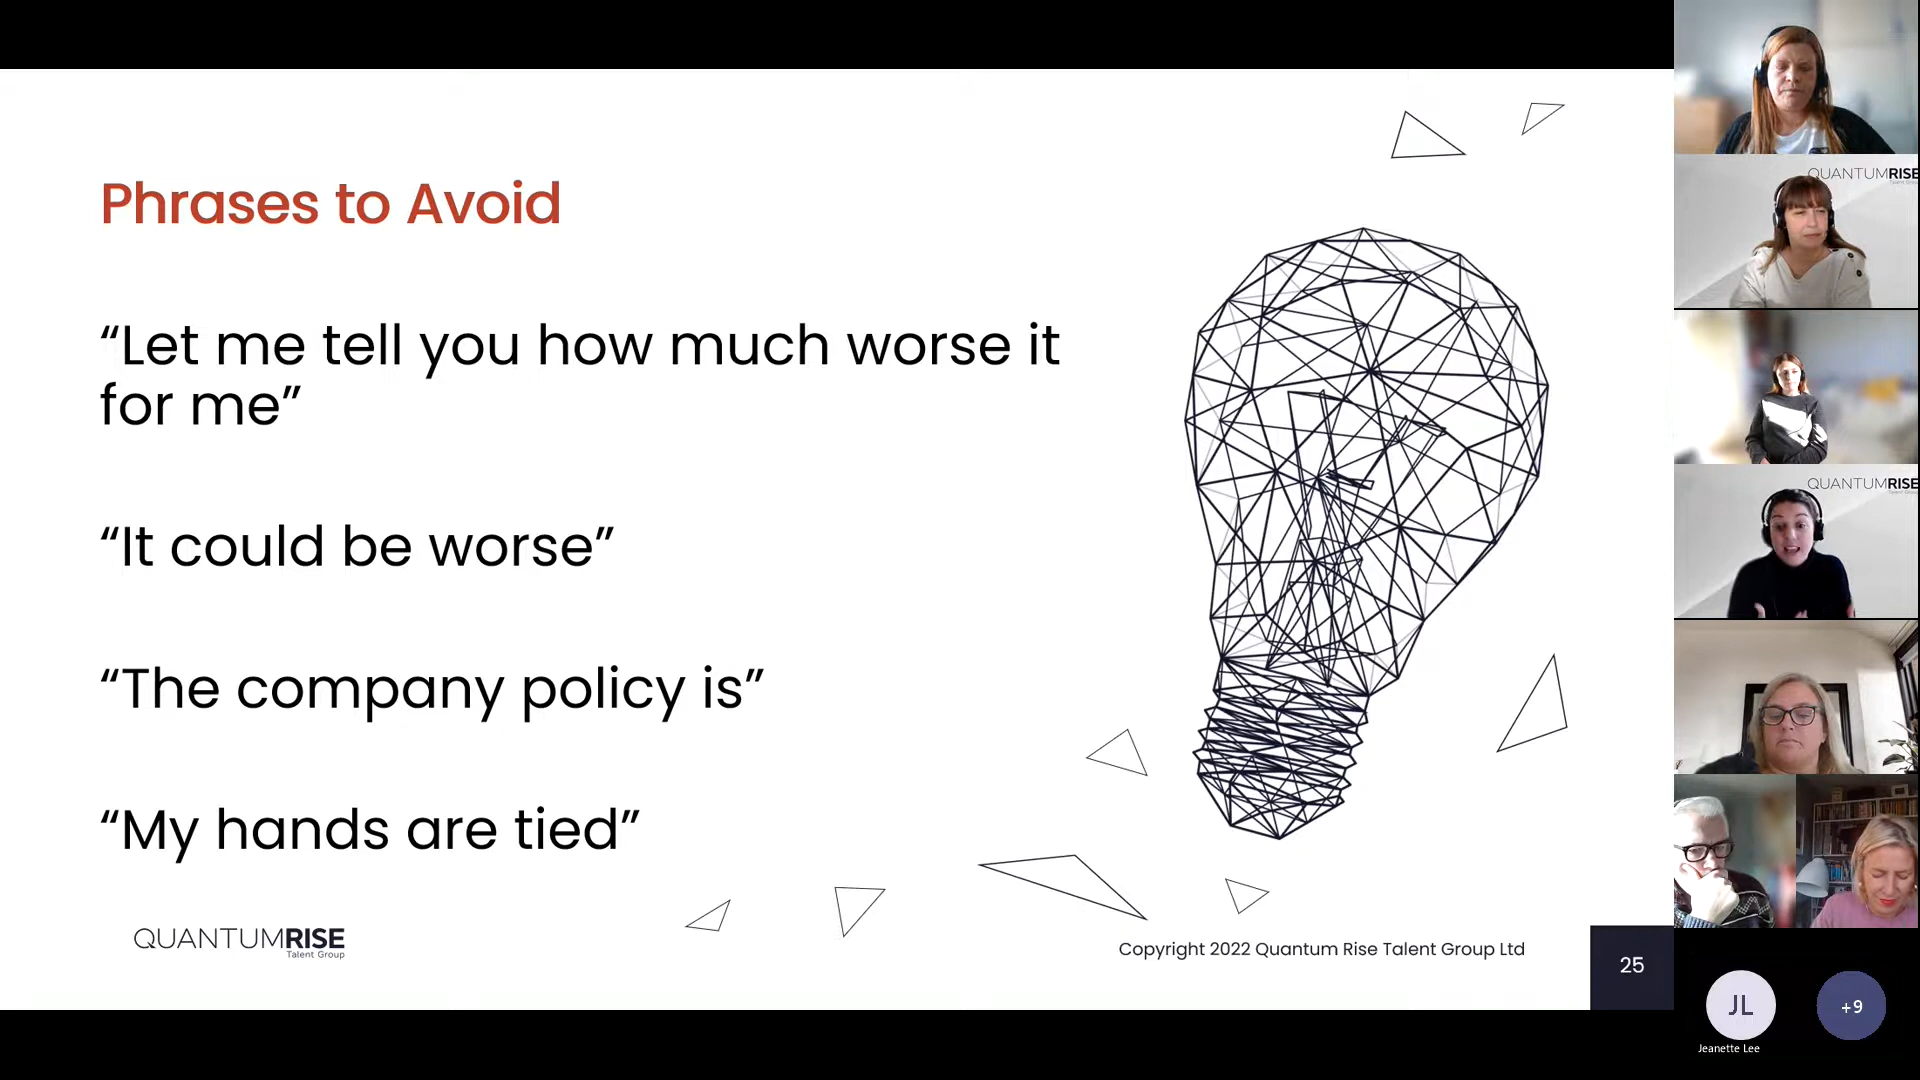 Phrases to Avoid
“Let me tell you how much worse it
for me”
“It could be worse”
“The company policy is”
“My hands are tied”
QUANTUMRISE
Talent Group
Copyright 2022 Quantum Rise Talent Group Ltd
25
QUANTUMRISE
QUANTUMRISE
JL
Jeanette Lee
+9